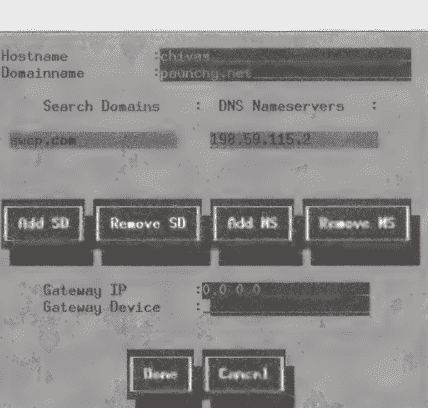 Hostname :chivas
Domainname :paunchy.net
Search Domains : DNS Nameservers :
swcp.com 198.59.115.2
Add SD Remove SD Add NS Remove NS
Gateway IP :0.0.0.0
Gateway Device :
Done Cancel